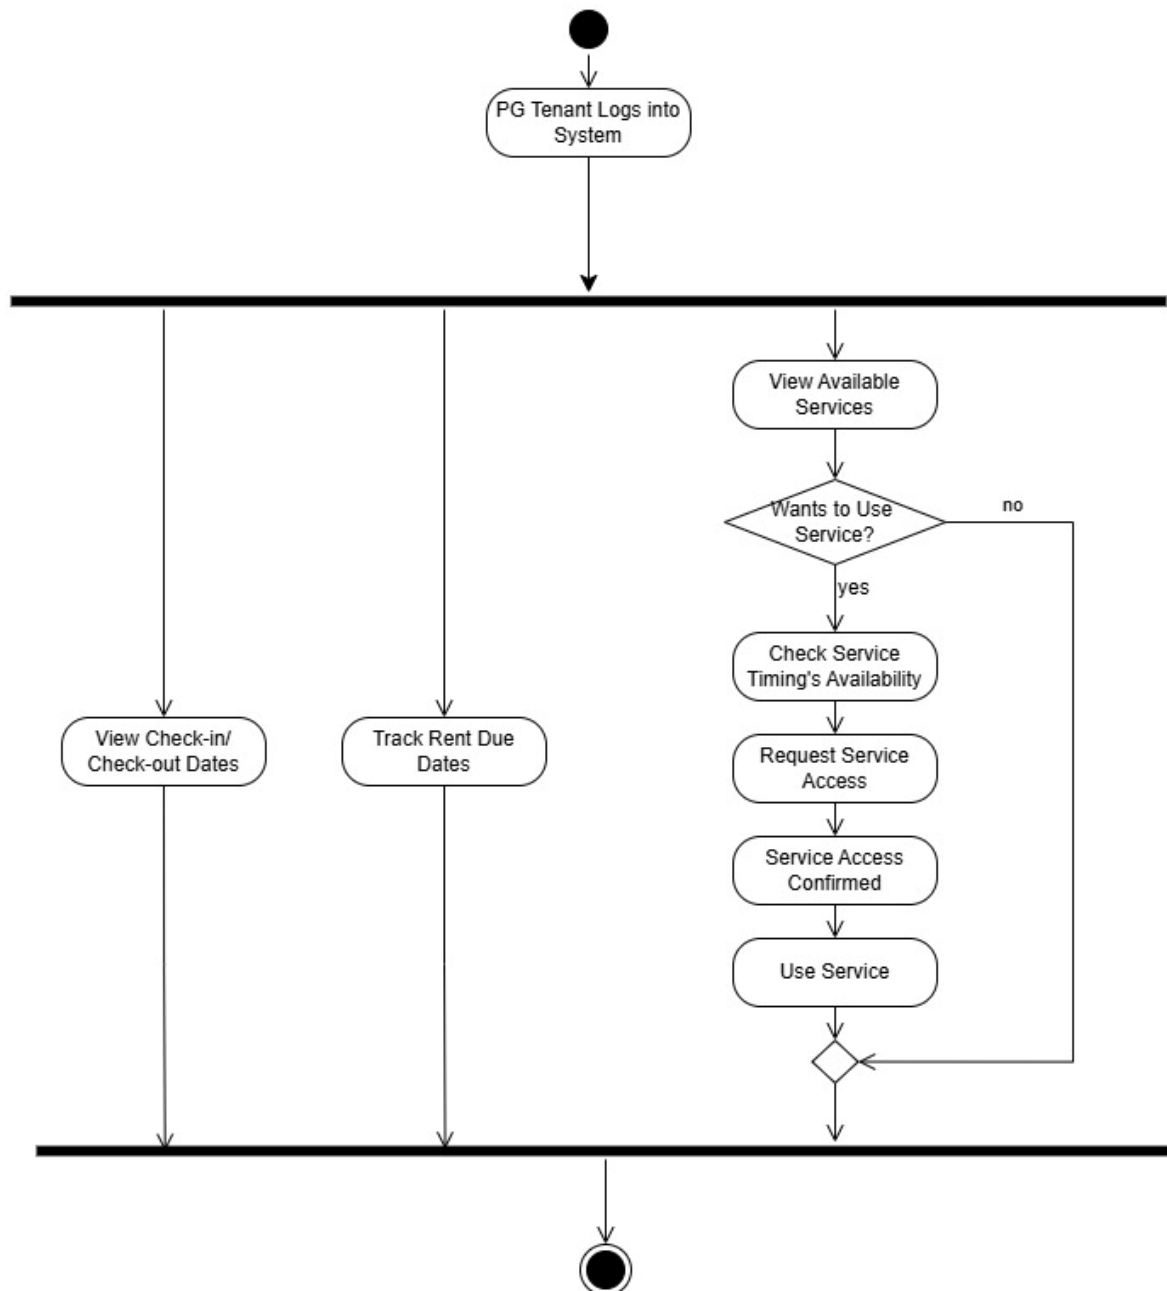 PG Tenant Logs into
System
View Available
Services
Wants to Use
Service?
no
yes
Check Service
Timing's Availability
View Check-in/
Check-out Dates
Track Rent Due
Dates
Request Service
Access
Service Access
Confirmed
Use Service